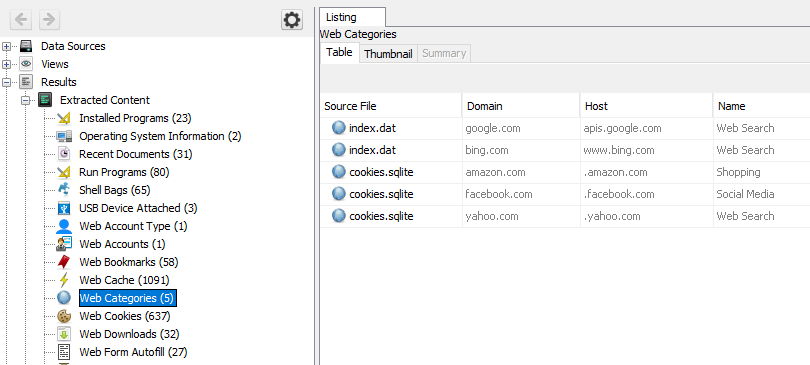 Data Sources
Views
Results
Extracted Content
Installed Programs (23)
Operating System Information (2)
Recent Documents (31)
Run Programs (80)
Shell Bags (65)
USB Device Attached (3)
Web Account Type (1)
Web Accounts (1)
Web Bookmarks (58)
Web Cache (1091)
Web Categories (5)
Web Cookies (637)
Web Downloads (32)
Web Form Autofill (27)
Listing
Web Categories
Table Thumbnail Summary
Source File Domain Host Name
index.dat google.com apis.google.com Web Search
index.dat bing.com www.bing.com Web Search
cookies.sqlite amazon.com .amazon.com Shopping
cookies.sqlite facebook.com .facebook.com Social Media
cookies.sqlite yahoo.com .yahoo.com Web Search